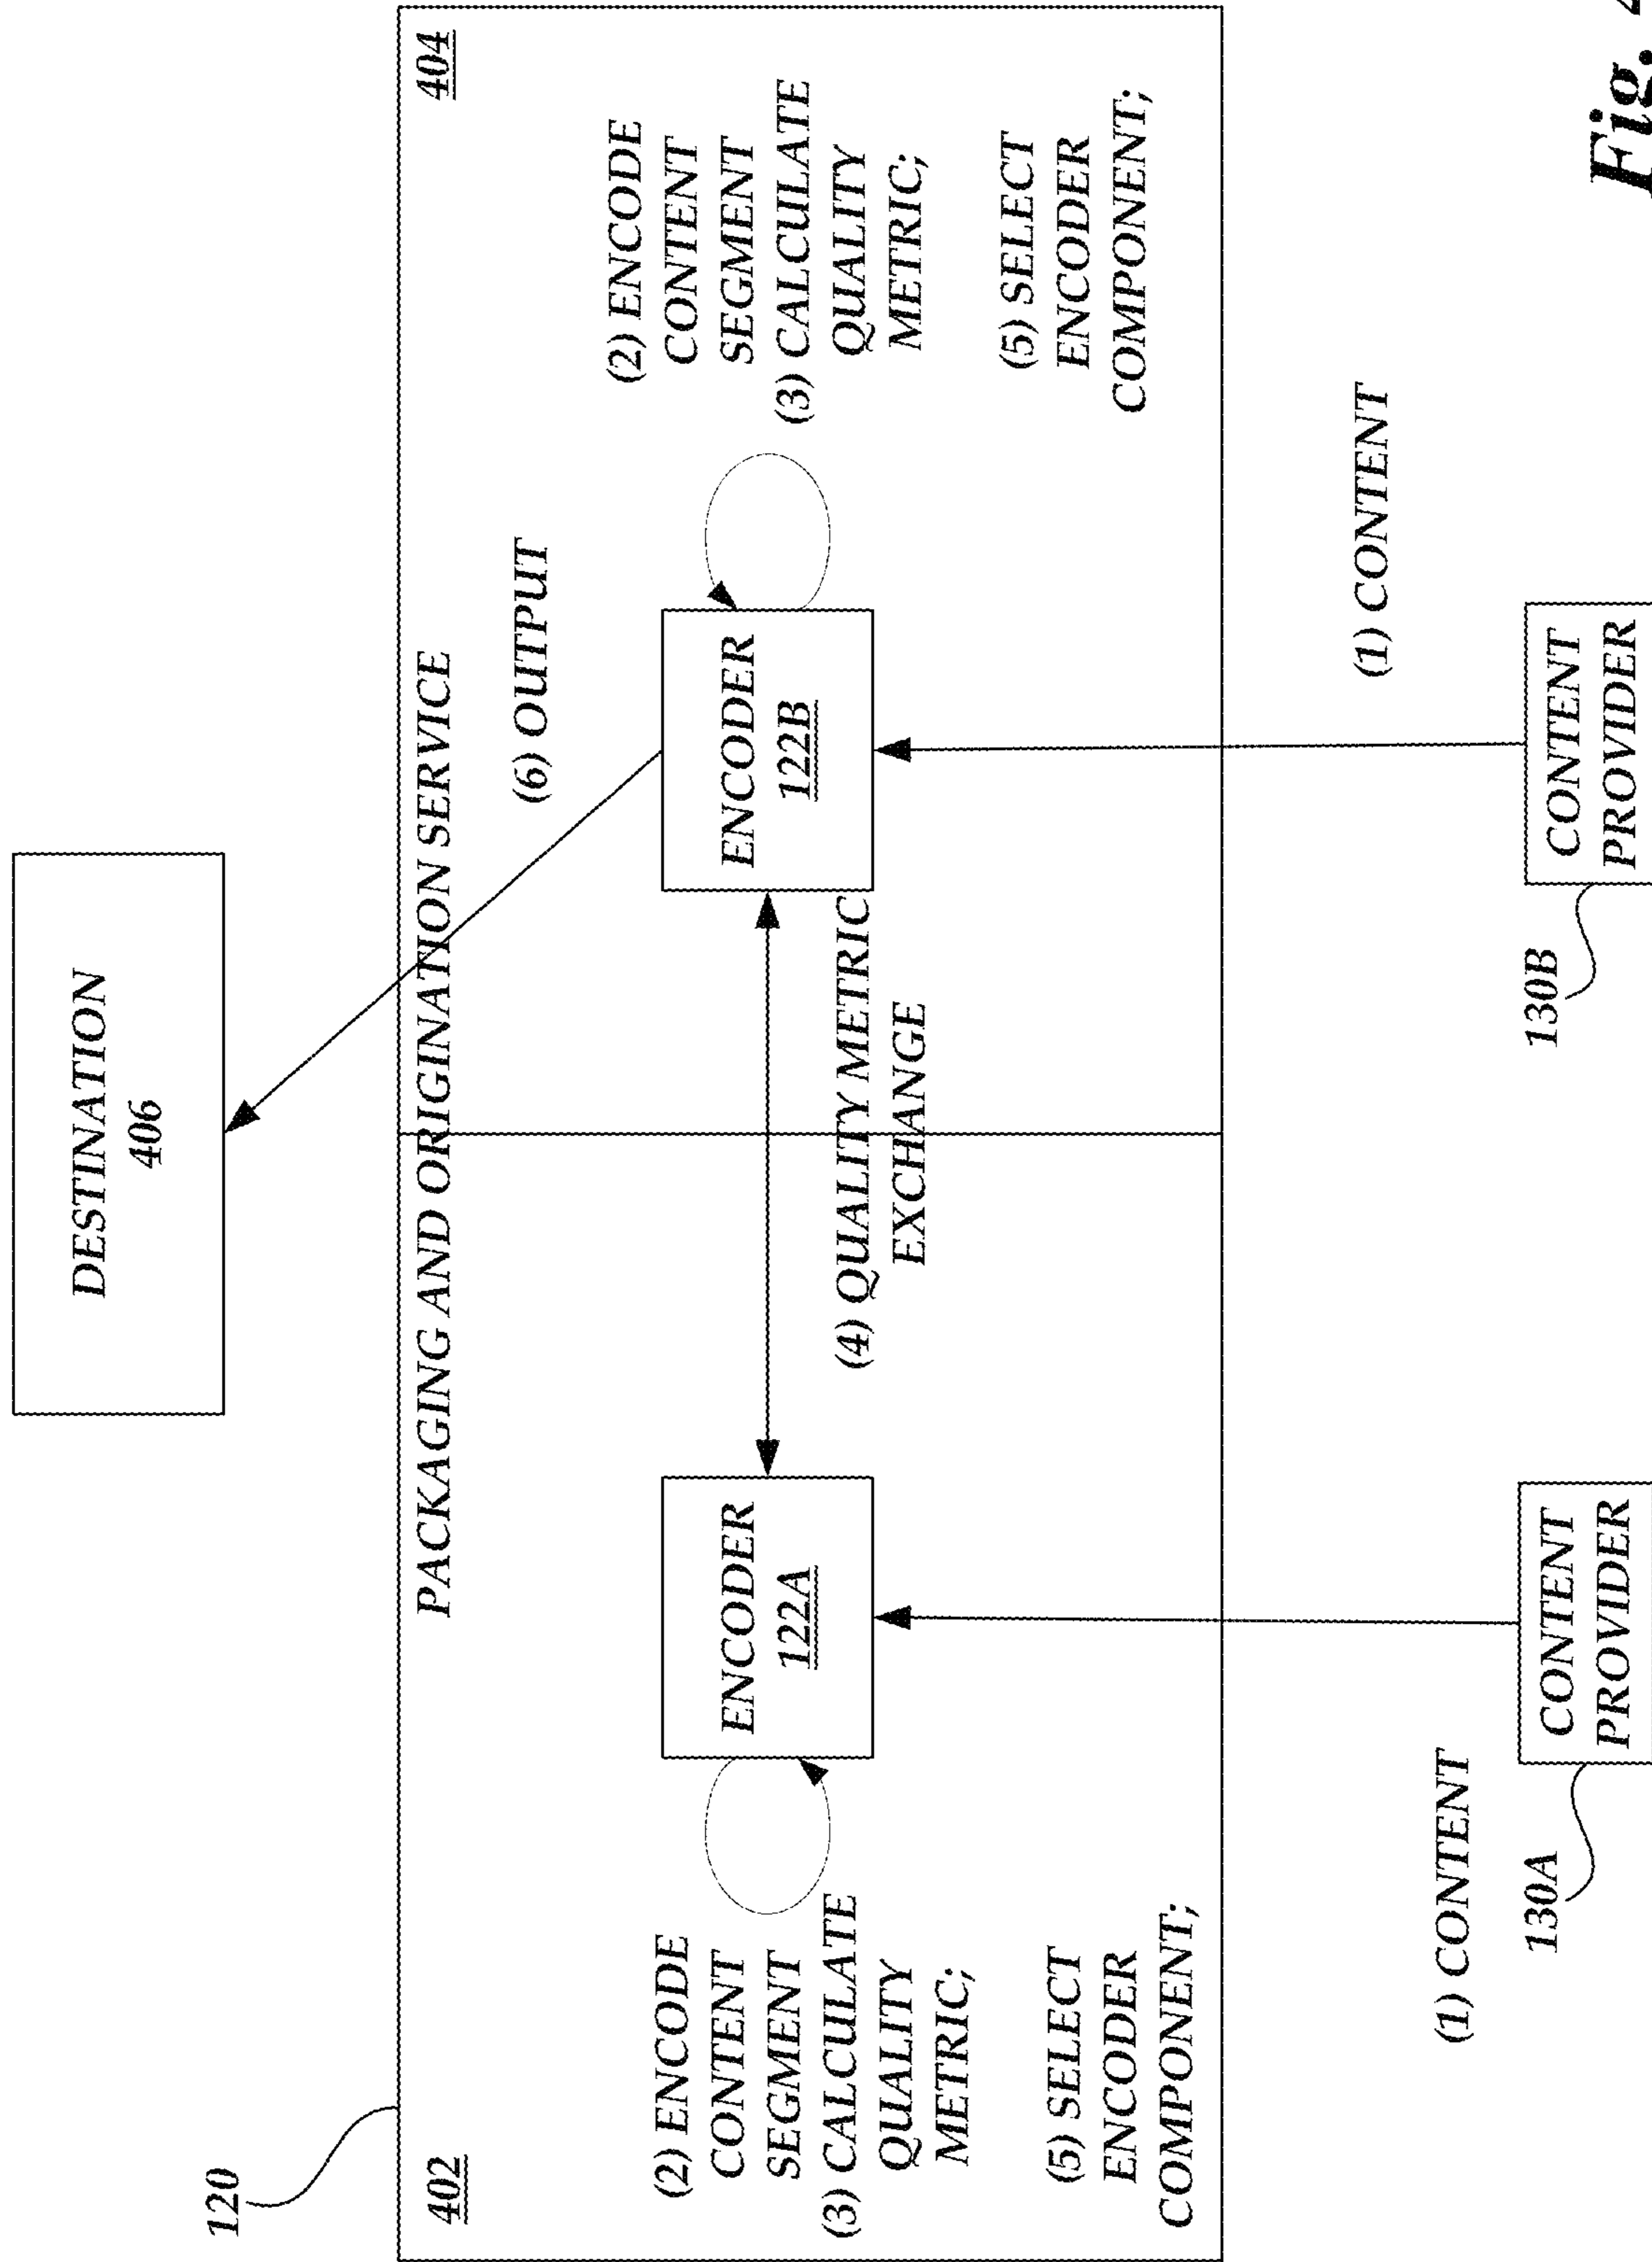 DESTINATION
406
120
PACKAGING AND ORIGINATION SERVICE
402
404
(6) OUTPUT
(2) ENCODE
CONTENT
SEGMENT
(3) CALCULATE
QUALITY
METRIC;
(5) SELECT
ENCODER
COMPONENT;
ENCODER
122A
(4) QUALITY METRIC
EXCHANGE
ENCODER
122B
(2) ENCODE
CONTENT
SEGMENT
(3) CALCULATE
QUALITY
METRIC;
(5) SELECT
ENCODER
COMPONENT;
(1) CONTENT
(1) CONTENT
130A
CONTENT
PROVIDER
130B
CONTENT
PROVIDER
Fig.